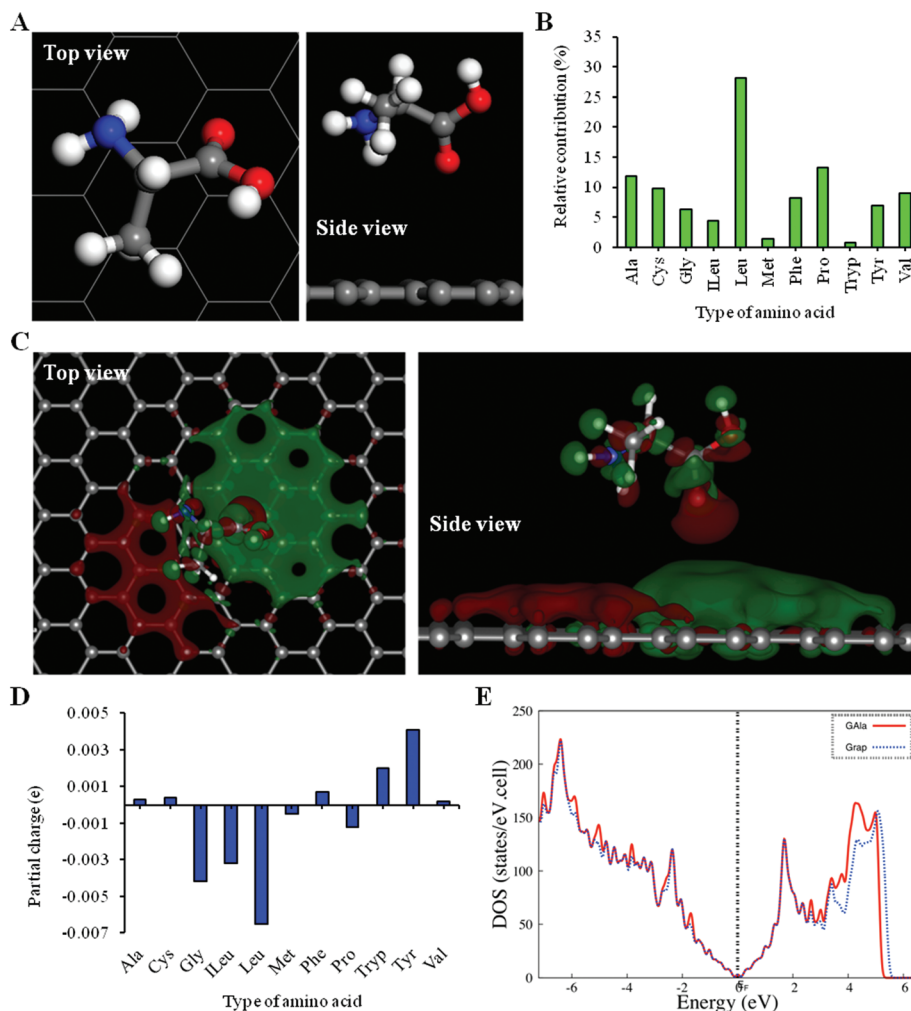 A
Top view
Side view
B
Relative contribution (%)
35
30
25
20
15
10
5
0
Ala
Cys
Gly
ILeu
Leu
Met
Phe
Pro
Tryp
Tyr
Val
Type of amino acid
C
Top view
Side view
D
Partial charge (e)
0.005
0.003
0.001
-0.001
-0.003
-0.005
-0.007
Ala
Cys
Gly
ILeu
Leu
Met
Phe
Pro
Tryp
Tyr
Val
Type of amino acid
E
DOS (states/eV.cell)
250
200
150
100
50
0
GAla
Grap
-6
-4
-2
2
4
6
Energy (eV)